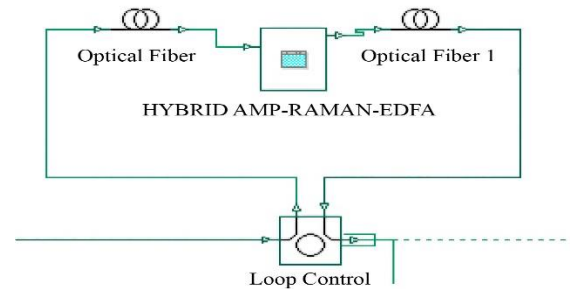 Optical Fiber
Optical Fiber 1
HYBRID AMP-RAMAN-EDFA
Loop Control